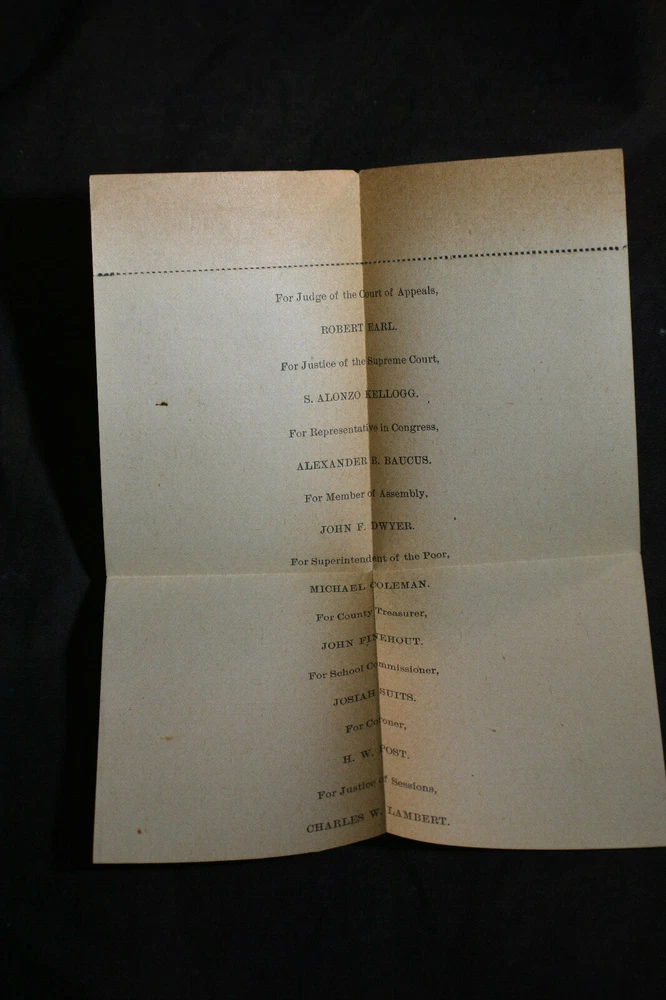 For Judge of the Court of Appeals,
ROBERT EARL.
For Justice of the Supreme Court,
S. ALONZO KELLOGG.
For Representative in Congress,
ALEXANDER B. BAUCUS.
For Member of Assembly,
JOHN F. DWYER.
For Superintendent of the Poor,
MICHAEL COLEMAN.
For County Treasurer,
JOHN FINEHOUT.
For School Commissioner,
JOSIAH SUITS.
For Coroner,
H. W. POST.
For Justice of Sessions,
CHARLES W. LAMBERT.